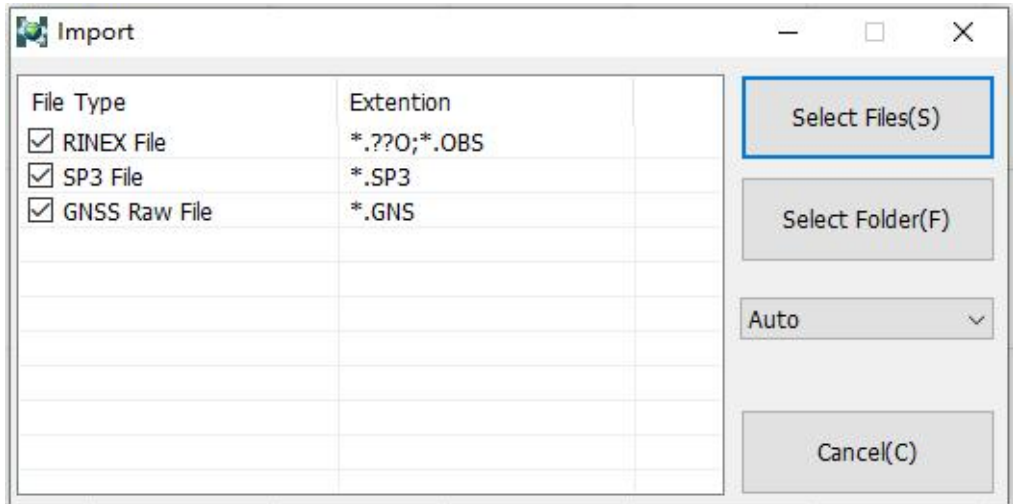 Import
File Type Extention
RINEX File *.??O;*.OBS
SP3 File *.SP3
GNSS Raw File *.GNS
Select Files(S)
Select Folder(F)
Auto
Cancel(C)